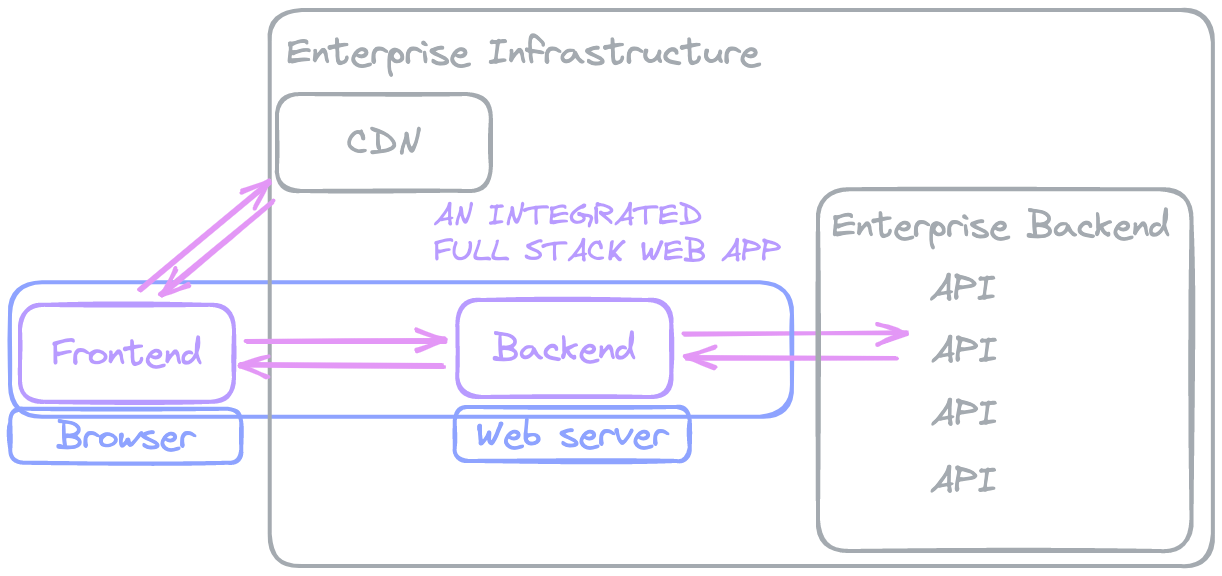 Enterprise Infrastructure
CDN
AN INTEGRATED
FULL STACK WEB APP
Enterprise Backend
API
API
API
API
Frontend
Backend
Browser
Web server